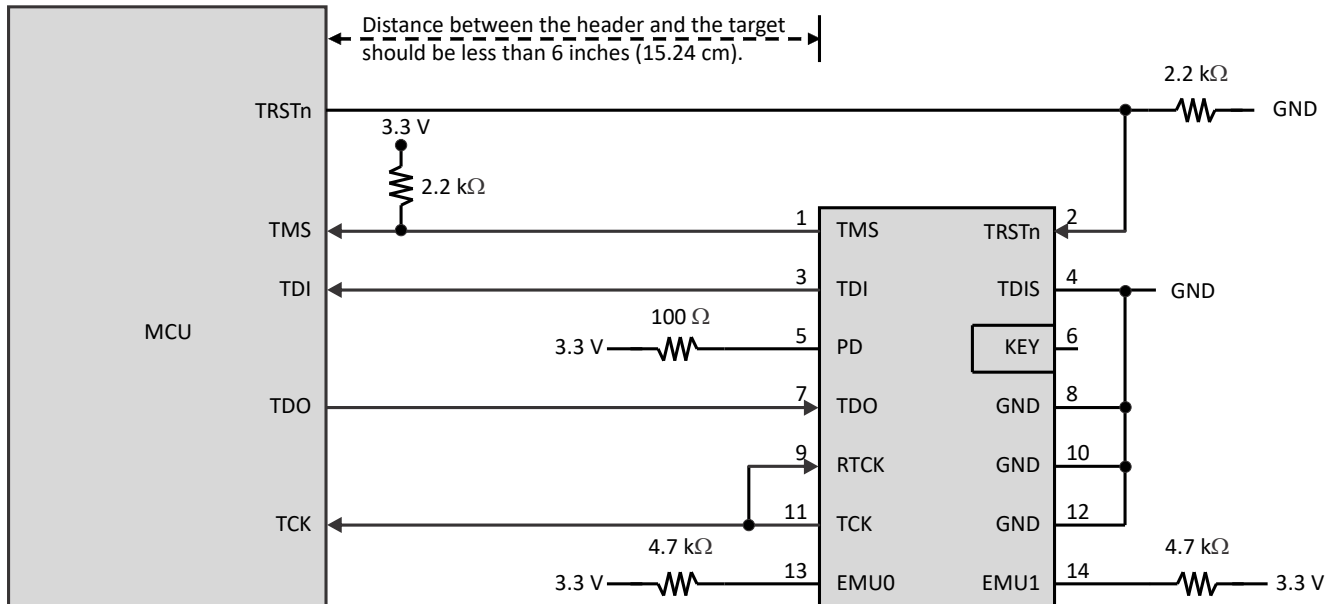 Distance between the header and the target
should be less than 6 inches (15.24 cm).
2.2 kΩ
TRSTn
GND
3.3 V
2.2 kΩ
TMS
1
TMS
TRSTn
2
TDI
3
TDI
TDIS
4
GND
100 Ω
MCU
3.3 V
5
PD
KEY
6
TDO
7
TDO
GND
8
9
RTCK
GND
10
TCK
11
TCK
GND
12
4.7 kΩ
4.7 kΩ
3.3 V
13
EMU0
EMU1
14
3.3 V